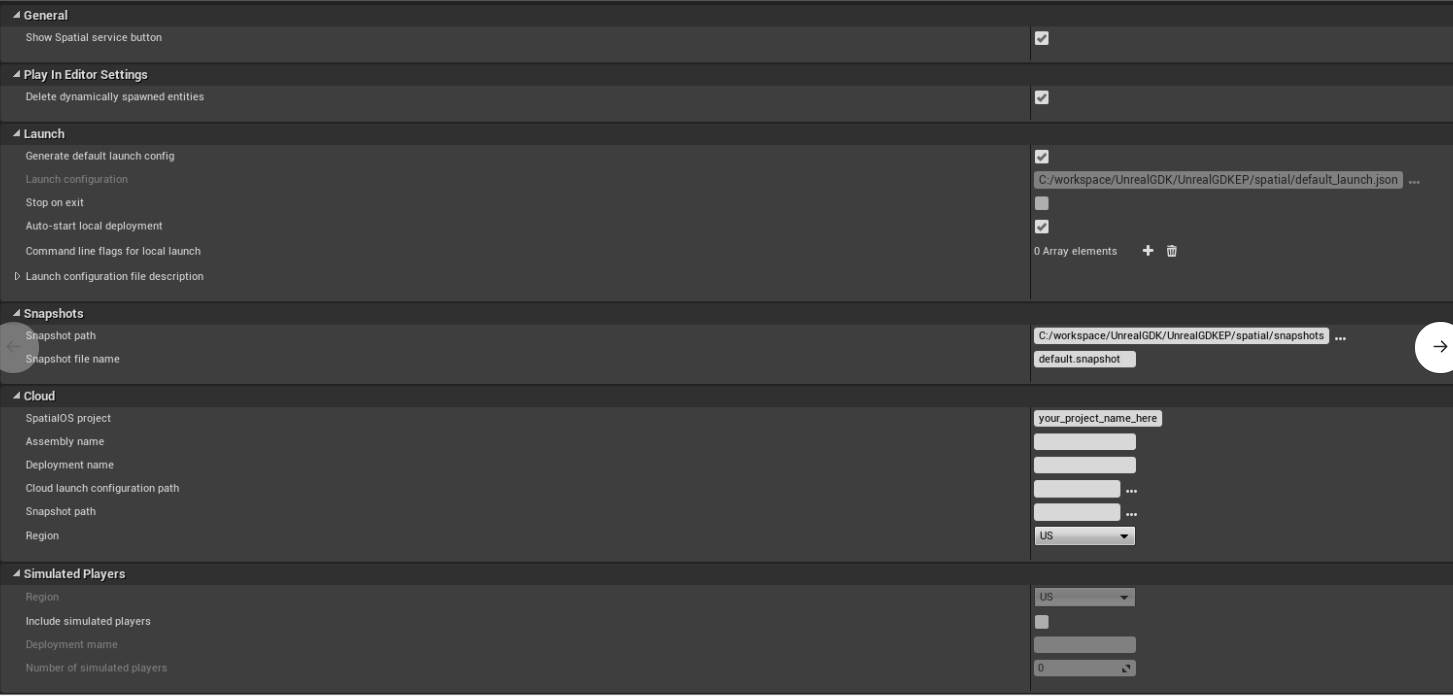 General
Show Spatial service button
Play In Editor Settings
Delete dynamically spawned entities
Launch
Generate default launch config
Launch configuration C:/workspace/UnrealGDK/UnrealGDKEP/spatial/default_launch.json ...
Stop on exit
Auto-start local deployment
Command line flags for local launch 0 Array elements
Launch configuration file description
Snapshots
Snapshot path C:/workspace/UnrealGDK/UnrealGDKEP/spatial/snapshots ...
Snapshot file name default.snapshot
Cloud
SpatialOS project your_project_name_here
Assembly name
Deployment name
Cloud launch configuration path ...
Snapshot path ...
Region US
Simulated Players
Region US
Include simulated players
Deployment mame
Number of simulated players 0